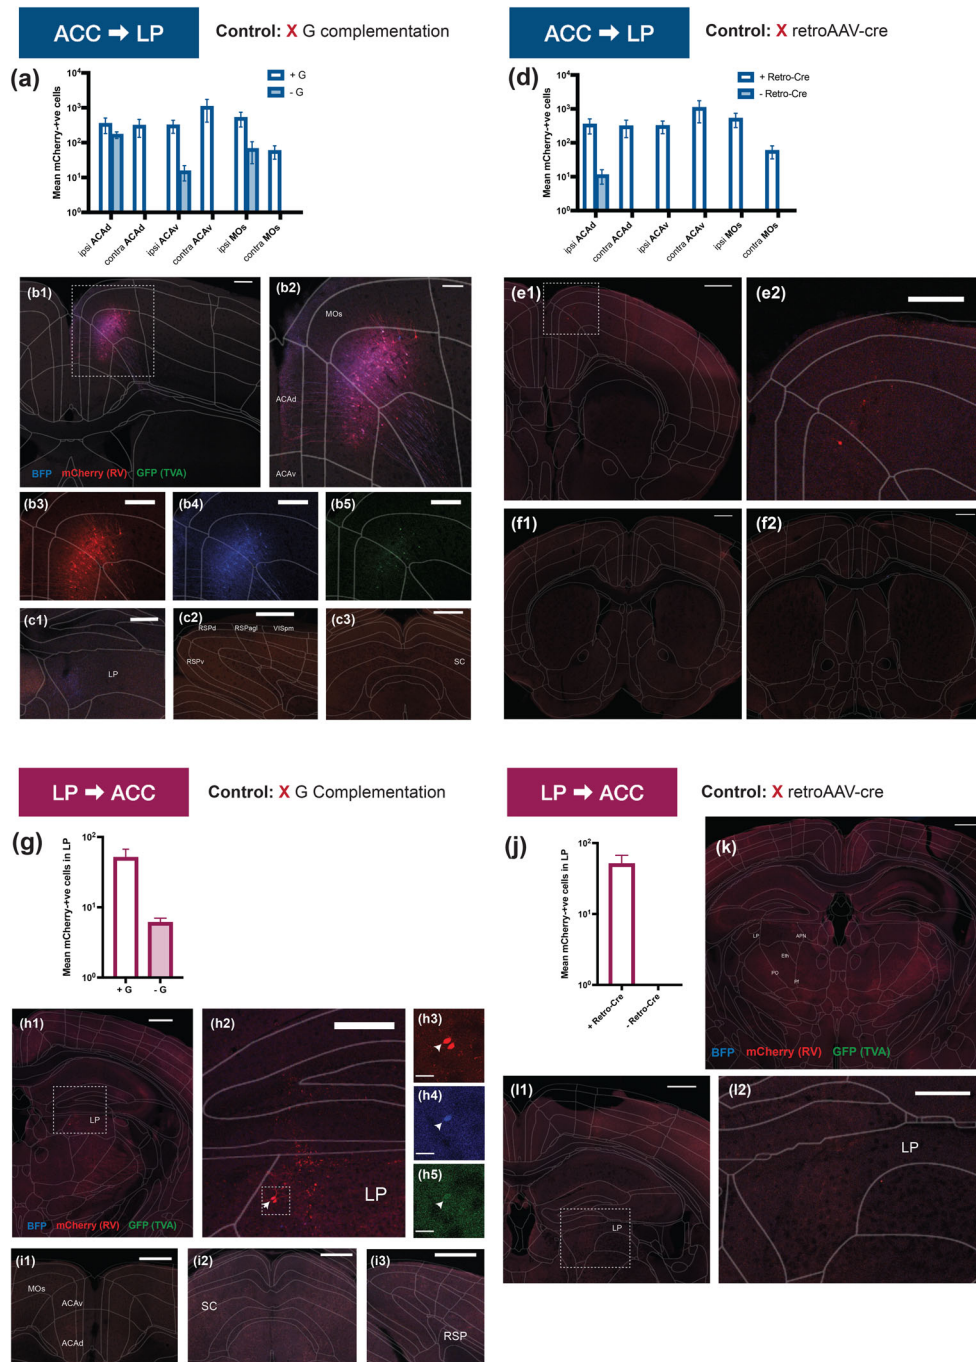 ACC ➔ LP
Control: X G complementation
(a)
+ G
- G
Mean mCherry-+ve cells
10³
10²
10¹
10⁰
10⁴
ipsi ACAd
contra ACAd
ipsi ACAv
contra ACAv
ipsi MOs
contra MOs
(b1)
BFP mCherry (RV) GFP (TVA)
(b2)
MOs
ACAd
ACAv
(b3)
(b4)
(b5)
(c1)
LP
(c2)
RSPd RSPagl VISpm
RSPv
(c3)
SC
ACC ➔ LP
Control: X retroAAV-cre
(d)
+ Retro-Cre
- Retro-Cre
Mean mCherry-+ve cells
10⁴
10³
10²
10¹
10⁰
ipsi ACAd
contra ACAd
ipsi ACAv
contra ACAv
ipsi MOs
contra MOs
(e1)
(e2)
(f1)
(f2)
LP ➔ ACC
Control: X G Complementation
(g)
Mean mCherry-+ve cells in LP
10²
10¹
10⁰
+ G
- G
(h1)
LP
BFP mCherry (RV) GFP (TVA)
(h2)
LP
(h3)
(h4)
(h5)
(i1)
MOs
ACAv
ACAd
(i2)
SC
(i3)
RSP
LP ➔ ACC
Control: X retroAAV-cre
(j)
Mean mCherry-+ve cells in LP
10²
10¹
10⁰
+ Retro-Cre
- Retro-Cre
(k)
LP
APN
Eth
PO
PF
BFP mCherry (RV) GFP (TVA)
(l1)
LP
(l2)
LP